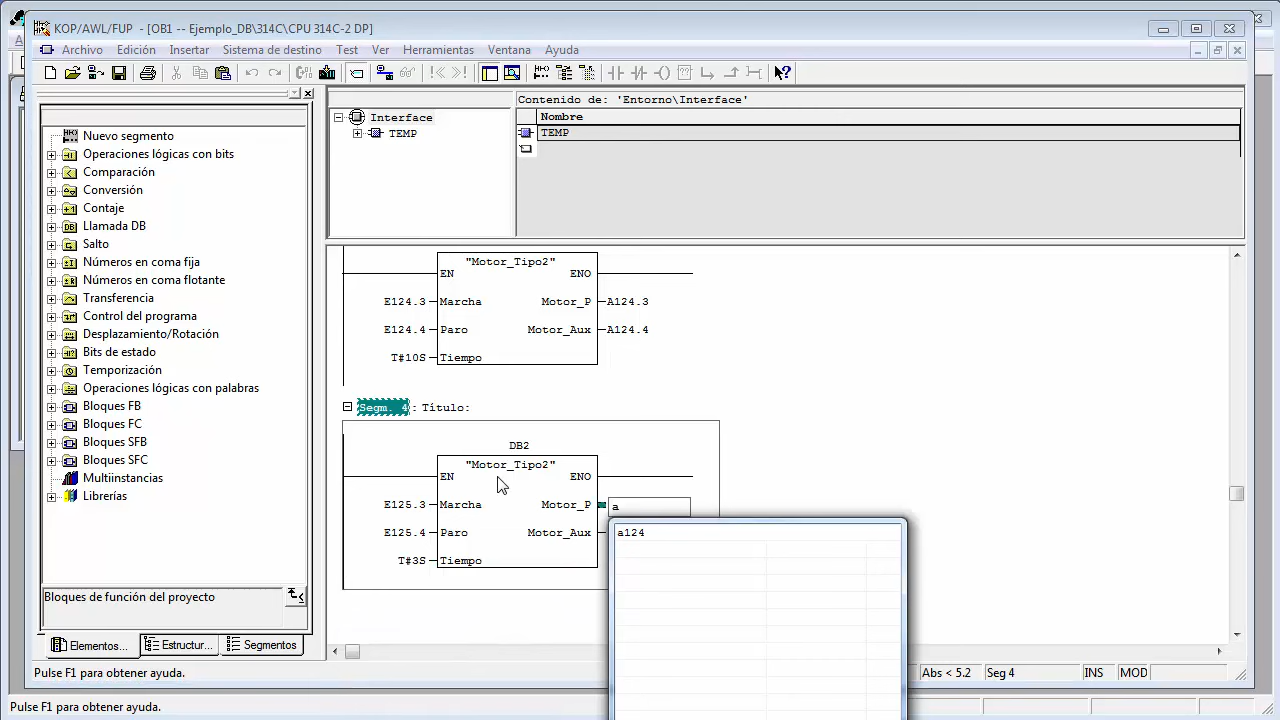 KOP/AWL/FUP - [OB1 -- Ejemplo_DB\314C\CPU 314C-2 DP]
Archivo Edición Insertar Sistema de destino Test Ver Herramientas Ventana Ayuda
Contenido de: 'Entorno\Interface'
Interface
TEMP
Nombre
TEMP
Nuevo segmento
Operaciones lógicas con bits
Comparación
Conversión
Contaje
Llamada DB
Salto
Números en coma fija
Números en coma flotante
Transferencia
Control del programa
Desplazamiento/Rotación
Bits de estado
Temporización
Operaciones lógicas con palabras
Bloques FB
Bloques FC
Bloques SFB
Bloques SFC
Multiinstancias
Librerías
Bloques de función del proyecto
Elementos... Estructur... Segmentos
"Motor_Tipo2"
EN ENO
E124.3 Marcha Motor_P A124.3
E124.4 Paro Motor_Aux A124.4
T#10S Tiempo
Segm. 4: Título:
DB2
"Motor_Tipo2"
EN ENO
E125.3 Marcha Motor_P a
E125.4 Paro Motor_Aux
T#3S Tiempo
a124
Pulse F1 para obtener ayuda. Abs < 5.2 Seg 4 INS MOD
Pulse F1 para obtener ayuda.